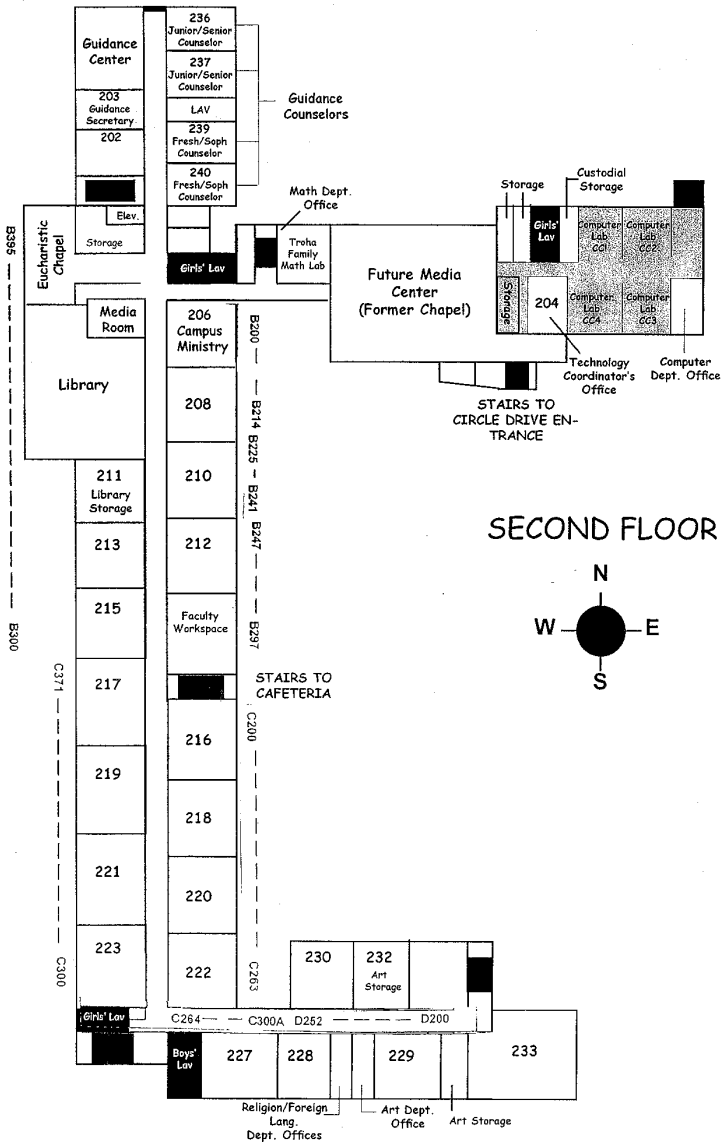 Guidance
Center
203
Guidance
Secretary
202
236
Junior/Senior
Counselor
237
Junior/Senior
Counselor
LAV
239
Fresh/Soph
Counselor
240
Fresh/Soph
Counselor
Guidance
Counselors
Elev.
Storage
Eucharistic
Chapel
B395
B300
Girls' Lav
Math Dept.
Office
Troha
Family
Math Lab
Future Media
Center
(Former Chapel)
Storage
Custodial
Storage
Girls'
Lav
Computer
Lab
CC1
Computer
Lab
CC2
Storage
204
Computer
Lab
CC4
Computer
Lab
CC3
Technology
Coordinator's
Office
Computer
Dept. Office
STAIRS TO
CIRCLE DRIVE EN-
TRANCE
Media
Room
Library
206
Campus
Ministry
208
210
212
Faculty
Workspace
B200
B214
B225
B241
B247
B297
211
Library
Storage
213
215
217
219
221
223
C371
C300
STAIRS TO
CAFETERIA
216
218
220
222
C200
C263
SECOND FLOOR
N
W
E
S
230
232
Art
Storage
Girls' Lav
C264
C300A
D252
D200
Boys'
Lav
227
228
229
233
Religion/Foreign
Lang.
Dept. Offices
Art Dept.
Office
Art Storage